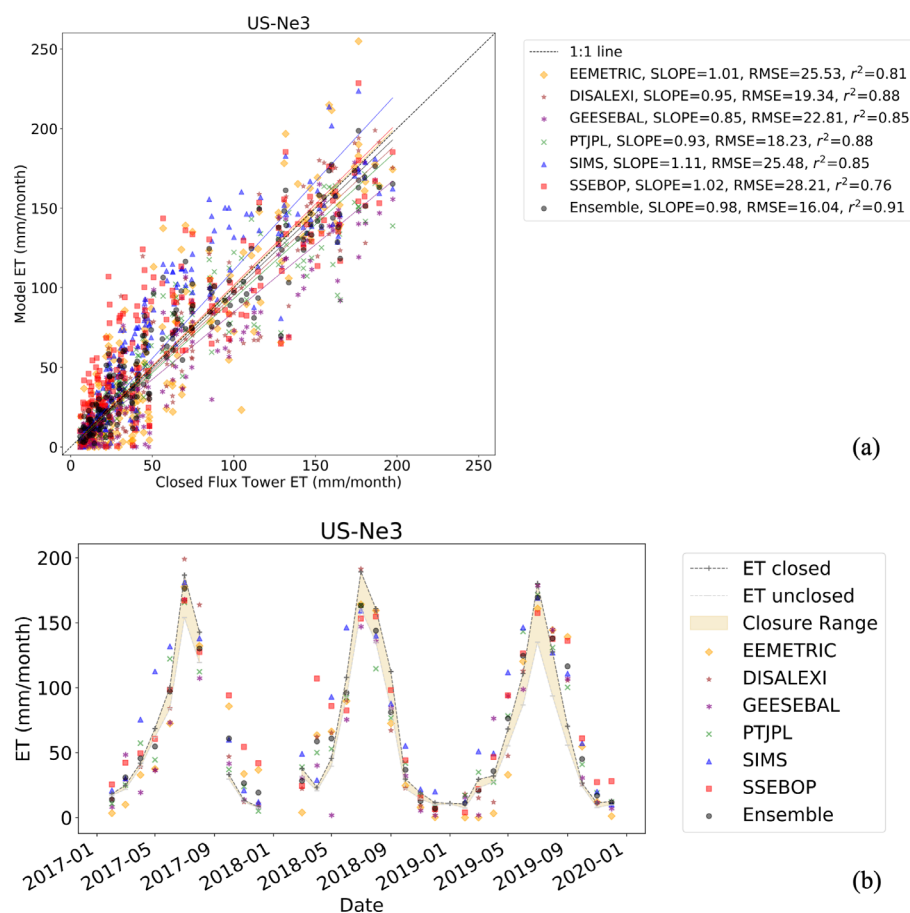 US-Ne3
Model ET (mm/month)
250
200
150
100
50
0
0 50 100 150 200 250
Closed Flux Tower ET (mm/month)
1:1 line
EEMETRIC, SLOPE=1.01, RMSE=25.53, r²=0.81
DISALEXI, SLOPE=0.95, RMSE=19.34, r²=0.88
GEESEBAL, SLOPE=0.85, RMSE=22.81, r²=0.85
PTJPL, SLOPE=0.93, RMSE=18.23, r²=0.88
SIMS, SLOPE=1.11, RMSE=25.48, r²=0.85
SSEBOP, SLOPE=1.02, RMSE=28.21, r²=0.76
Ensemble, SLOPE=0.98, RMSE=16.04, r²=0.91
(a)
US-Ne3
ET (mm/month)
200
150
100
50
0
2017-01 2017-05 2017-09 2018-01 2018-05 2018-09 2019-01 2019-05 2019-09 2020-01
Date
ET closed
ET unclosed
Closure Range
EEMETRIC
DISALEXI
GEESEBAL
PTJPL
SIMS
SSEBOP
Ensemble
(b)